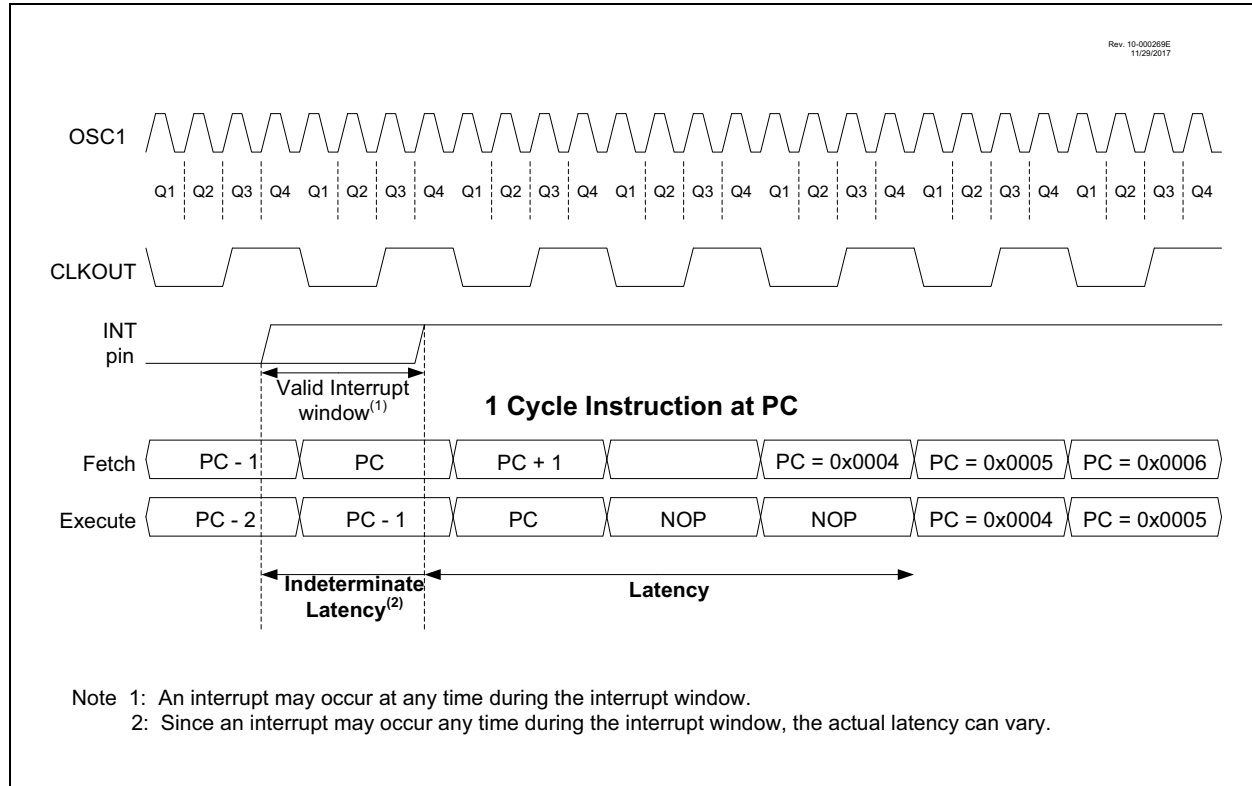 Rev. 10-000269E
11/29/2017
OSC1
Q1 Q2 Q3 Q4 Q1 Q2 Q3 Q4 Q1 Q2 Q3 Q4 Q1 Q2 Q3 Q4 Q1 Q2 Q3 Q4 Q1 Q2 Q3 Q4 Q1 Q2 Q3 Q4
CLKOUT
INT
pin
Valid Interrupt
window(1)
1 Cycle Instruction at PC
Fetch PC - 1 PC PC + 1 PC = 0x0004 PC = 0x0005 PC = 0x0006
Execute PC - 2 PC - 1 PC NOP NOP PC = 0x0004 PC = 0x0005
Indeterminate
Latency(2)
Latency
Note 1: An interrupt may occur at any time during the interrupt window.
2: Since an interrupt may occur any time during the interrupt window, the actual latency can vary.